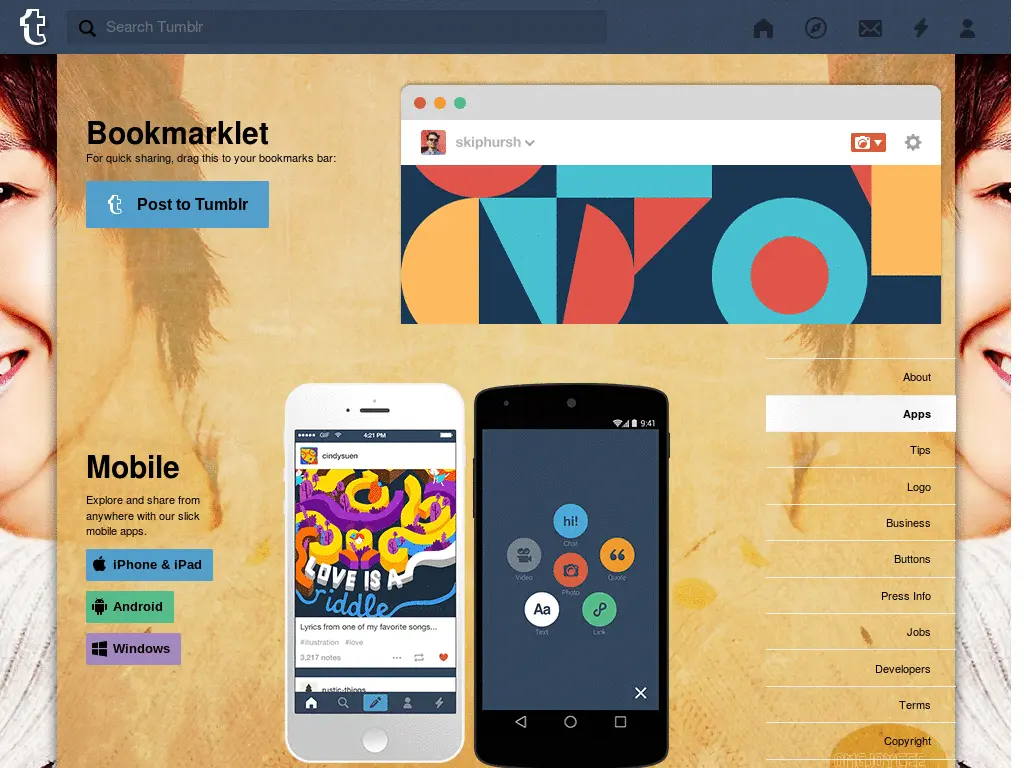 Search Tumblr
Bookmarklet
For quick sharing, drag this to your bookmarks bar:
Post to Tumblr
skiphursh
About
Apps
Tips
Logo
Business
Buttons
Press Info
Jobs
Developers
Terms
Copyright
Mobile
Explore and share from
anywhere with our slick
mobile apps.
iPhone & iPad
Android
Windows
GIF
4:21 PM
cindysuen
LOVE IS A
riddle
Lyrics from one of my favorite songs...
#illustration #love
3,217 notes
rustic-things
9:41
hi!
Chat
Video
Photo
Quote
Aa
Text
Link
OMGJOYCEE